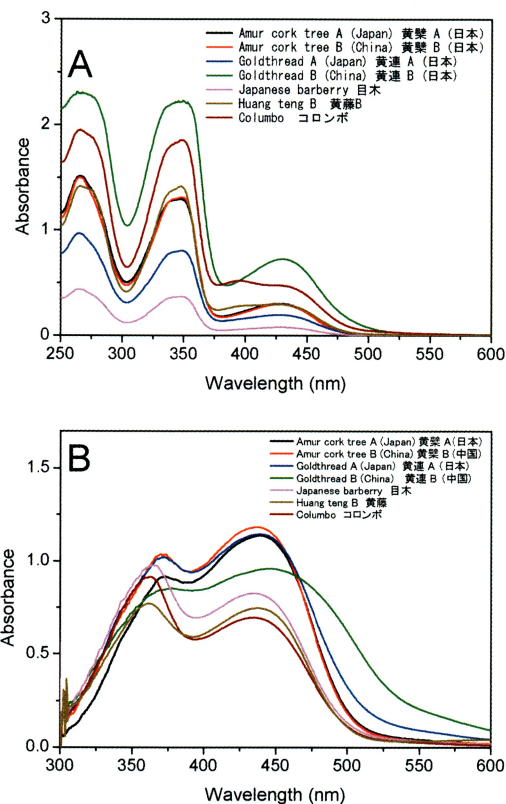 A
Amur cork tree A (Japan) 黄檗 A (日本)
Amur cork tree B (China) 黄檗 B (日本)
Goldthread A (Japan) 黄連 A (日本)
Goldthread B (China) 黄連 B (日本)
Japanese barberry 目木
Huang teng B 黄藤B
Columbo コロンボ
3
2
1
0
Absorbance
250 300 350 400 450 500 550 600
Wavelength (nm)
B
Amur cork tree A (Japan) 黄檗 A (日本)
Amur cork tree B (China) 黄檗 B (中国)
Goldthread A (Japan) 黄連 A (日本)
Goldthread B (China) 黄連 B (中国)
Japanese barberry 目木
Huang teng B 黄藤
Columbo コロンボ
1.5
1.0
0.5
0.0
Absorbance
300 350 400 450 500 550 600
Wavelength (nm)